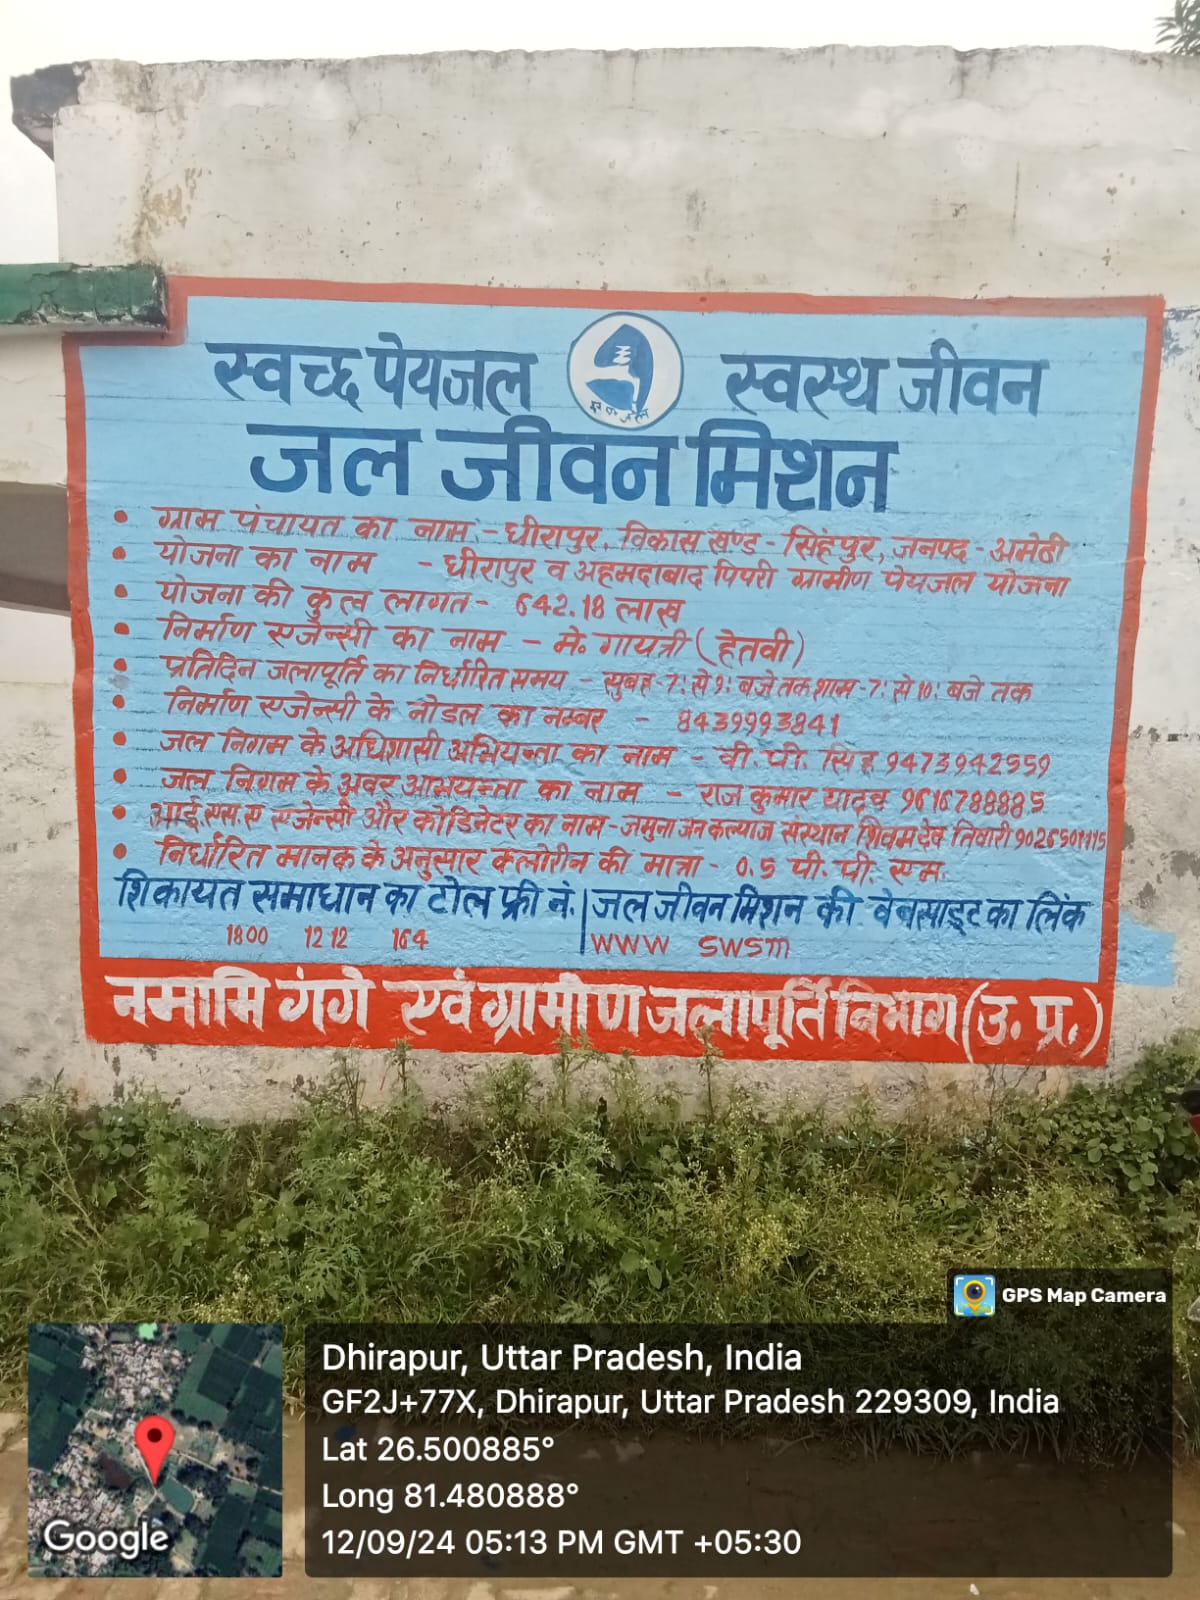 स्वच्छ पेयजल स्वस्थ जीवन
हर घर जल
जल जीवन मिशन
• ग्राम पंचायत का नाम:- धीरापुर, विकास खण्ड - सिंहपुर, जनपद - अमेठी
• योजना का नाम - धीरापुर व अहमदाबाद पिपरी ग्रामीण पेयजल योजना
• योजना की कुल लागत - 642.18 लाख
• निर्माण एजेन्सी का नाम - मे. गायत्री (हेतवी)
• प्रतिदिन जलापूर्ति का निर्धारित समय - सुबह - 7: से 9: बजे तक शाम - 7: से 10: बजे तक
• निर्माण एजेन्सी के नौडल का नम्बर - 8439993841
• जल निगम के अधिशासी अभियन्ता का नाम - वी. पी. सिंह 9473942559
• जल निगम के अवर अभियन्ता का नाम - राज कुमार यादव 9616788885
• आई.एस.ए एजेन्सी और कोर्डिनेटर का नाम - जमुना जन कल्याज संस्थान शिवम देव तिवारी
• निर्धारित मानक के अनुसार क्लोरीन की मात्रा - 0.5 पी. पी. एम.
शिकायत समाधान का टोल फ्री नं. | जल जीवन मिशन की वेबसाइट का लिंक
1800 1212 164 WWW SWSM
नमामि गंगे एवं ग्रामीण जलापूर्ति विभाग (उ. प्र.)
GPS Map Camera
Dhirapur, Uttar Pradesh, India
GF2J+77X, Dhirapur, Uttar Pradesh 229309, India
Lat 26.500885°
Long 81.480888°
12/09/24 05:13 PM GMT +05:30
Google